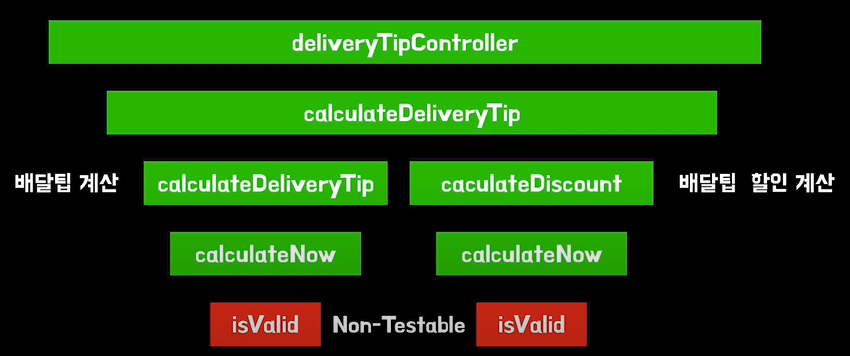 deliveryTipController
calculateDeliveryTip
배달팁 계산 calculateDeliveryTip caculateDiscount 배달팁 할인 계산
calculateNow calculateNow
isValid Non-Testable isValid